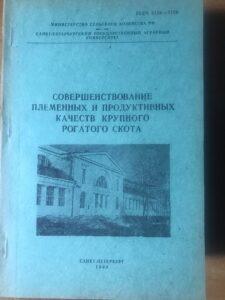 МИНИСТЕРСТВО СЕЛЬСКОГО ХОЗЯЙСТВА РФ
САНКТ-ПЕТЕРБУРГСКИЙ ГОСУДАРСТВЕННЫЙ АГРАРНЫЙ
УНИВЕРСИТЕТ
СОВЕРШЕНСТВОВАНИЕ
ПЛЕМЕННЫХ И ПРОДУКТИВНЫХ
КАЧЕСТВ КРУПНОГО
РОГАТОГО СКОТА
САНКТ-ПЕТЕРБУРГ